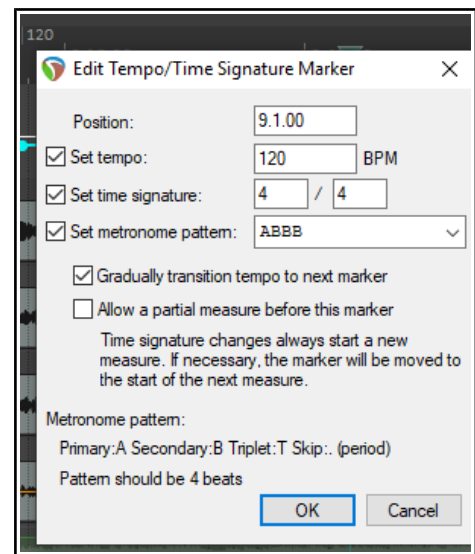 120
Edit Tempo/Time Signature Marker
Position: 9.1.00
Set tempo: 120 BPM
Set time signature: 4 / 4
Set metronome pattern: ABBB
Gradually transition tempo to next marker
Allow a partial measure before this marker
Time signature changes always start a new
measure. If necessary, the marker will be moved to
the start of the next measure.
Metronome pattern:
Primary:A Secondary:B Triplet:T Skip:. (period)
Pattern should be 4 beats
OK Cancel